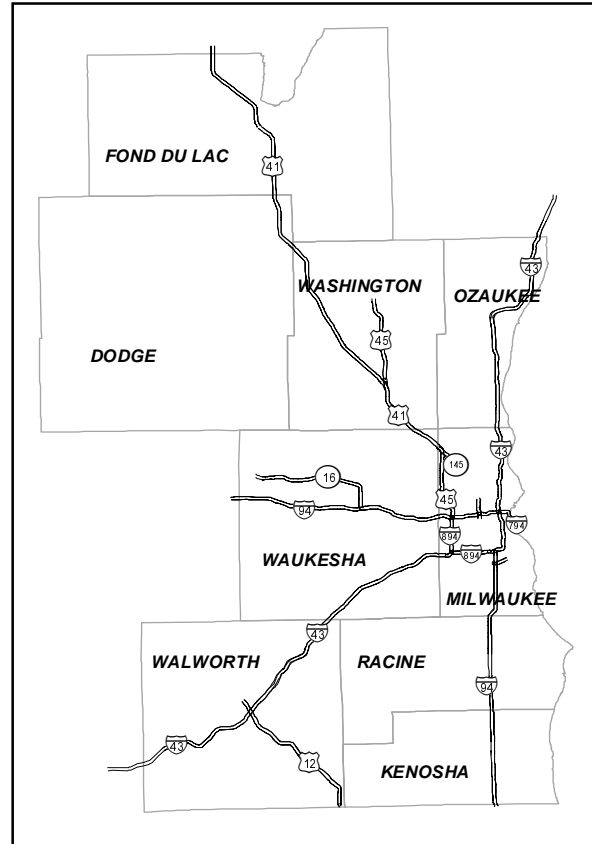 FOND DU LAC
41
43
WASHINGTON
OZAUKEE
45
DODGE
41
43
145
16
45
94
794
894
894
WAUKESHA
MILWAUKEE
43
WALWORTH
RACINE
94
43
12
KENOSHA